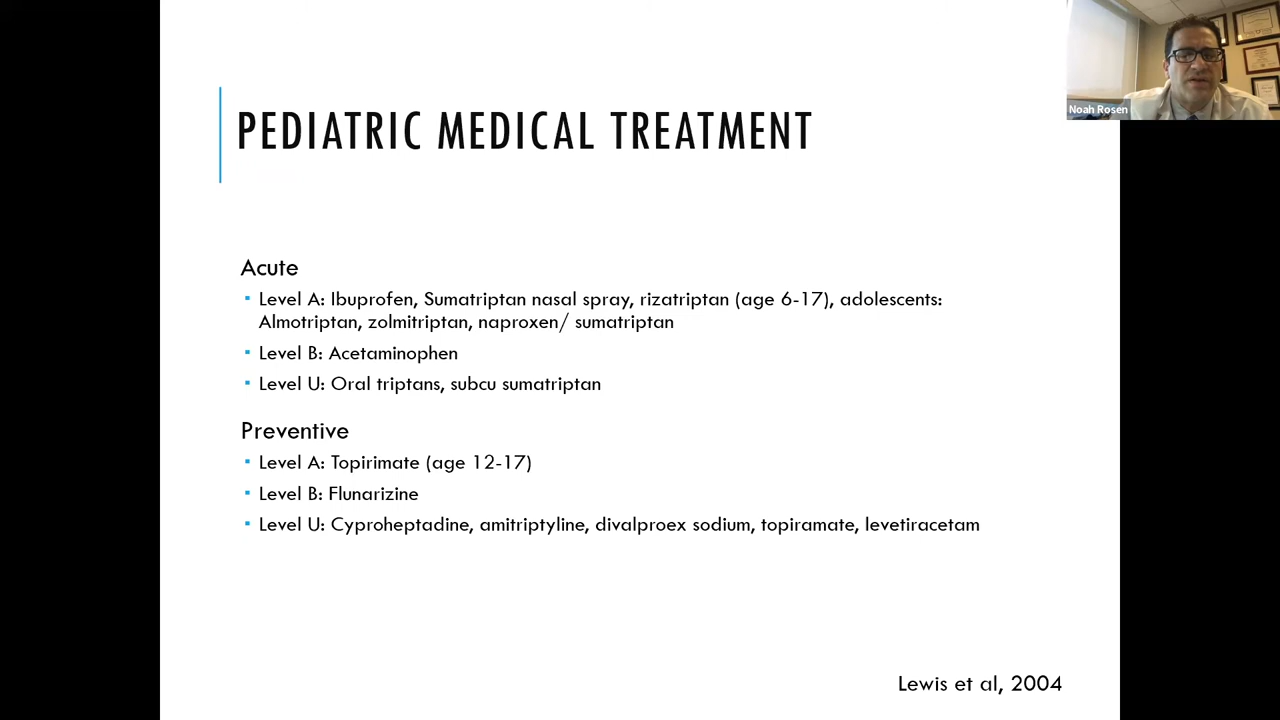 PEDIATRIC MEDICAL TREATMENT
Noah Rosen
Acute
▪ Level A: Ibuprofen, Sumatriptan nasal spray, rizatriptan (age 6-17), adolescents:
Almotriptan, zolmitriptan, naproxen/ sumatriptan
▪ Level B: Acetaminophen
▪ Level U: Oral triptans, subcu sumatriptan
Preventive
▪ Level A: Topirimate (age 12-17)
▪ Level B: Flunarizine
▪ Level U: Cyproheptadine, amitriptyline, divalproex sodium, topiramate, levetiracetam
Lewis et al, 2004